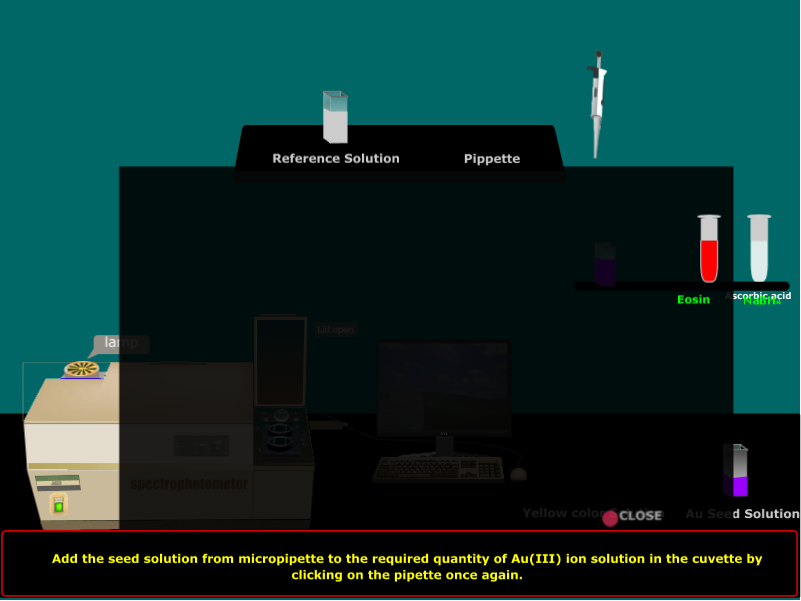 Reference Solution
Pippette
Eosin
Ascorbic acid
NaBH4
lamp
Lid open
spectrophotometer
Yellow color Solution
CLOSE
Au Seed Solution
Add the seed solution from micropipette to the required quantity of Au(III) ion solution in the cuvette by
clicking on the pipette once again.